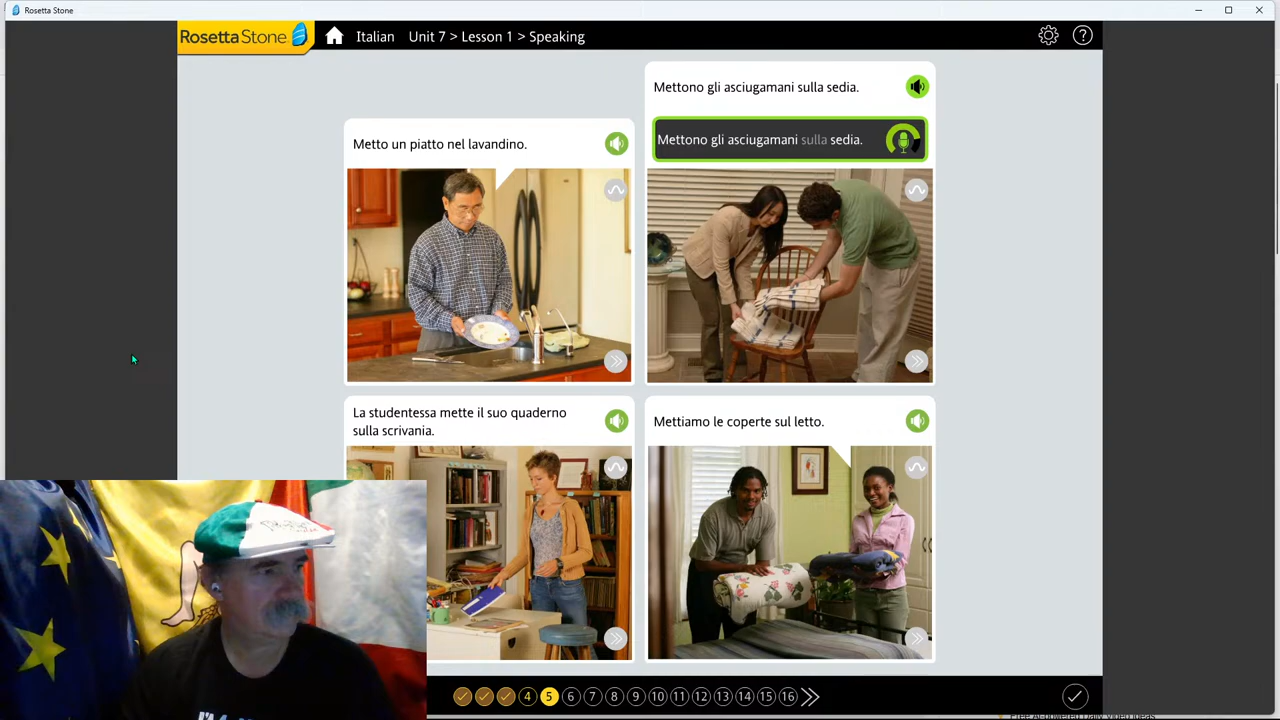 Rosetta Stone
RosettaStone
Italian Unit 7 > Lesson 1 > Speaking
Mettono gli asciugamani sulla sedia.
Mettono gli asciugamani sulla sedia.
Metto un piatto nel lavandino.
La studentessa mette il suo quaderno
sulla scrivania.
Mettiamo le coperte sul letto.
4 5 6 7 8 9 10 11 12 13 14 15 16